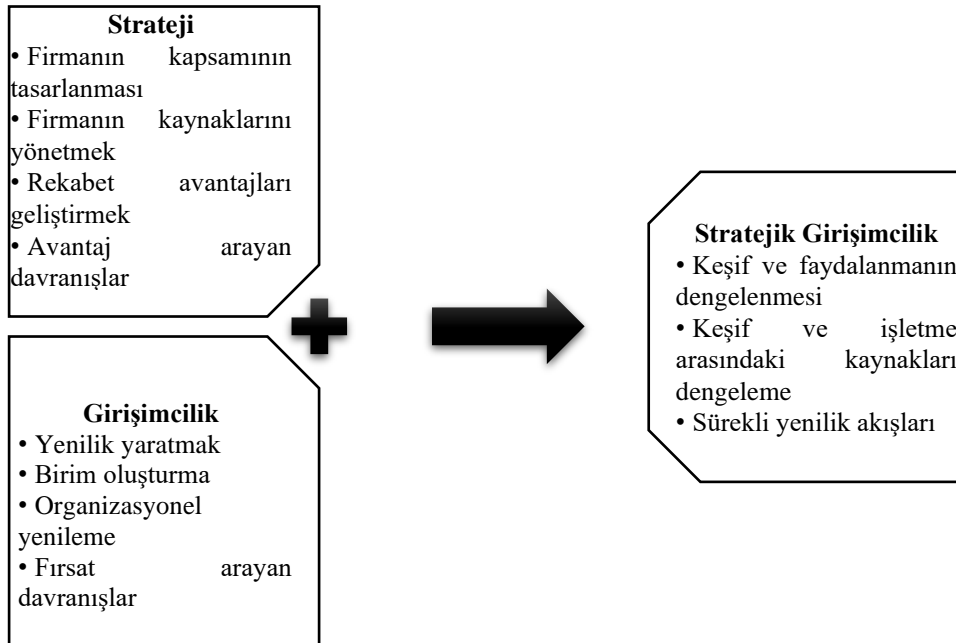 Strateji
• Firmanın kapsamının
tasarlanması
• Firmanın kaynaklarını
yönetmek
• Rekabet avantajları
geliştirmek
• Avantaj arayan
davranışlar
Girişimcilik
• Yenilik yaratmak
• Birim oluşturma
• Organizasyonel
yenileme
• Fırsat arayan
davranışlar
Stratejik Girişimcilik
• Keşif ve faydalanmanın
dengelenmesi
• Keşif ve işletme
arasındaki kaynakları
dengeleme
• Sürekli yenilik akışları